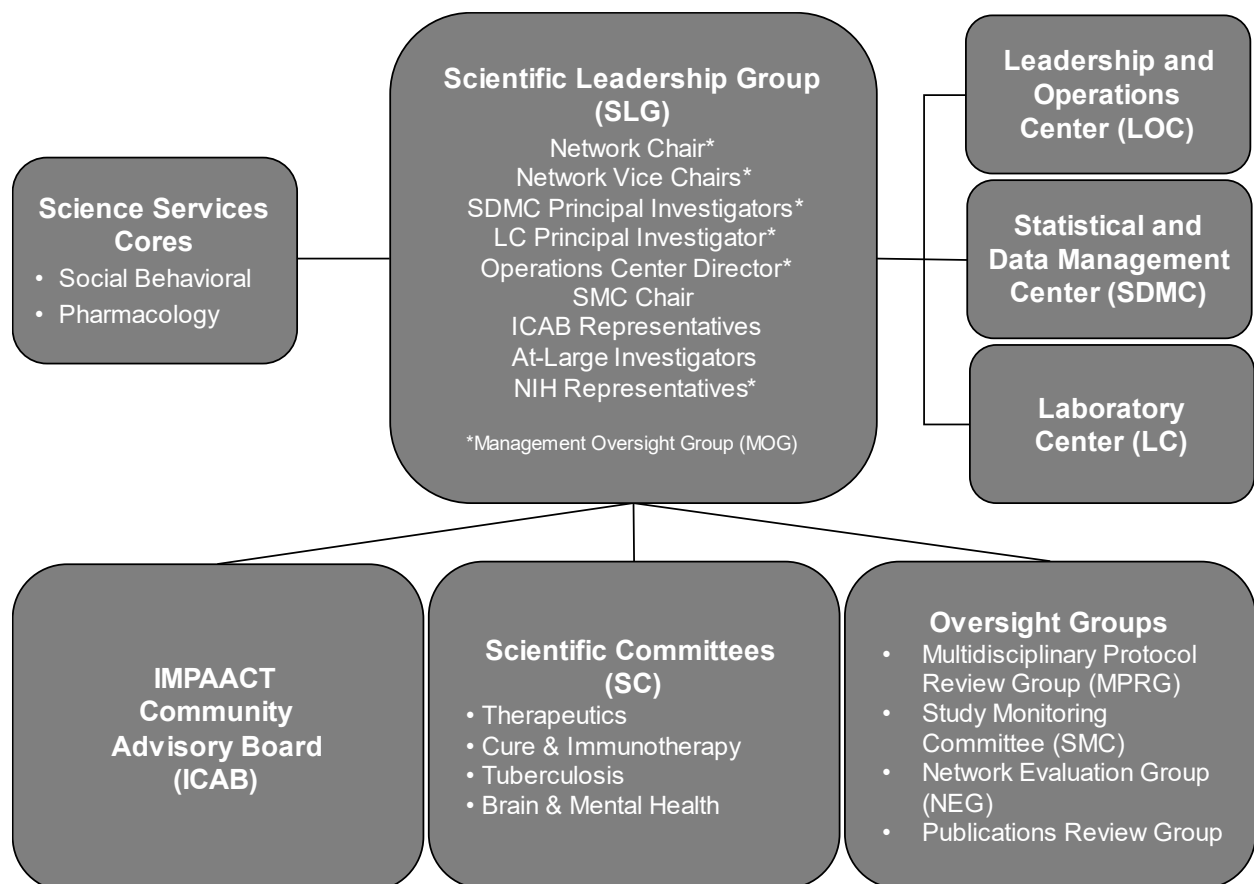 Scientific Leadership Group
(SLG)
Network Chair*
Network Vice Chairs*
SDMC Principal Investigators*
LC Principal Investigator*
Operations Center Director*
SMC Chair
ICAB Representatives
At-Large Investigators
NIH Representatives*
*Management Oversight Group (MOG)
Science Services
Cores
• Social Behavioral
• Pharmacology
Leadership and
Operations
Center (LOC)
Statistical and
Data Management
Center (SDMC)
Laboratory
Center (LC)
IMPAACT
Community
Advisory Board
(ICAB)
Scientific Committees
(SC)
• Therapeutics
• Cure & Immunotherapy
• Tuberculosis
• Brain & Mental Health
Oversight Groups
• Multidisciplinary Protocol
Review Group (MPRG)
• Study Monitoring
Committee (SMC)
• Network Evaluation Group
(NEG)
• Publications Review Group